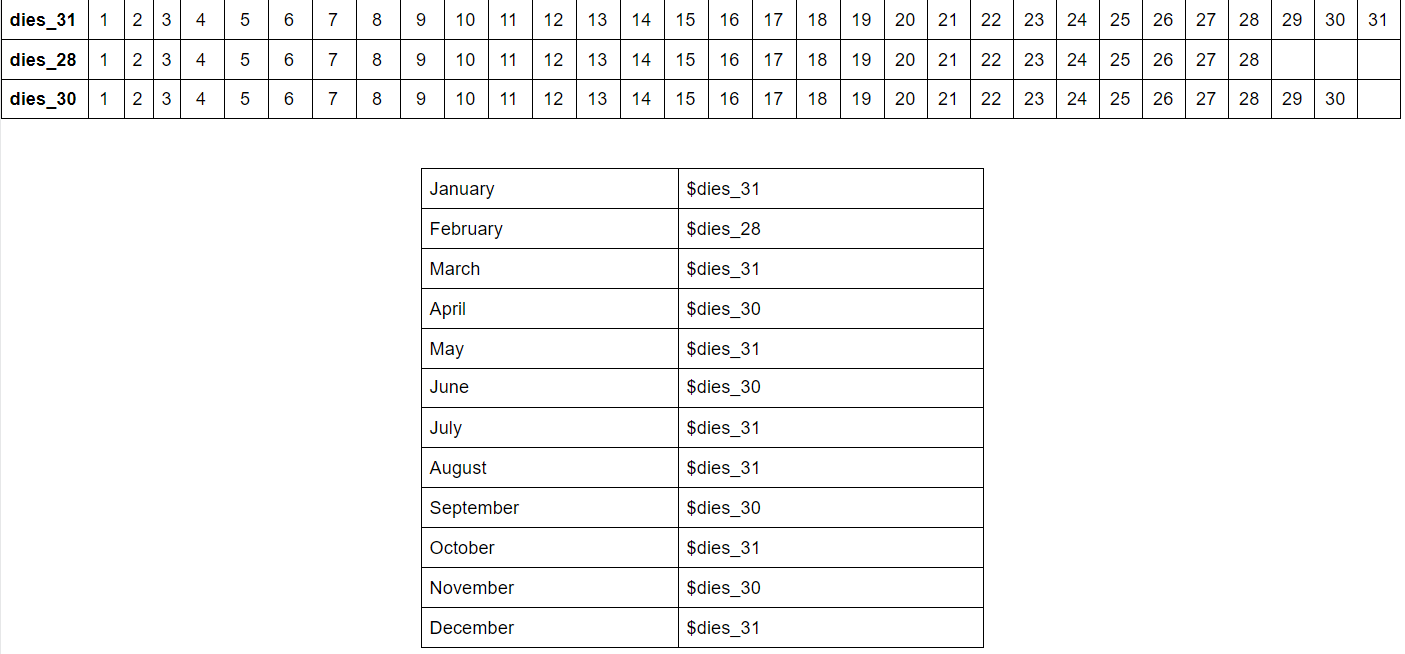 dies_31 1 2 3 4 5 6 7 8 9 10 11 12 13 14 15 16 17 18 19 20 21 22 23 24 25 26 27 28 29 30 31
dies_28 1 2 3 4 5 6 7 8 9 10 11 12 13 14 15 16 17 18 19 20 21 22 23 24 25 26 27 28
dies_30 1 2 3 4 5 6 7 8 9 10 11 12 13 14 15 16 17 18 19 20 21 22 23 24 25 26 27 28 29 30
January $dies_31
February $dies_28
March $dies_31
April $dies_30
May $dies_31
June $dies_30
July $dies_31
August $dies_31
September $dies_30
October $dies_31
November $dies_30
December $dies_31